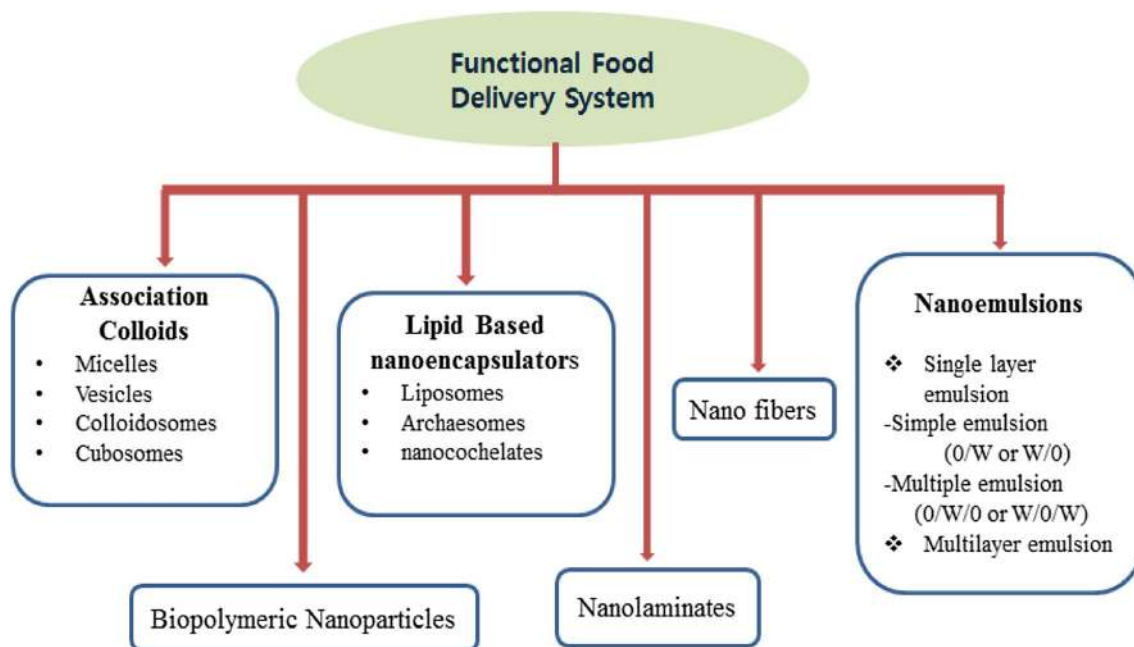 Functional Food
Delivery System
Association
Colloids
• Micelles
• Vesicles
• Colloidosomes
• Cubosomes
Lipid Based
nanoencapsulators
• Liposomes
• Archaesomes
• nanocochelates
Nano fibers
Nanoemulsions
❖ Single layer
emulsion
-Simple emulsion
(0/W or W/0)
-Multiple emulsion
(0/W/0 or W/0/W)
❖ Multilayer emulsion
Biopolymeric Nanoparticles
Nanolaminates